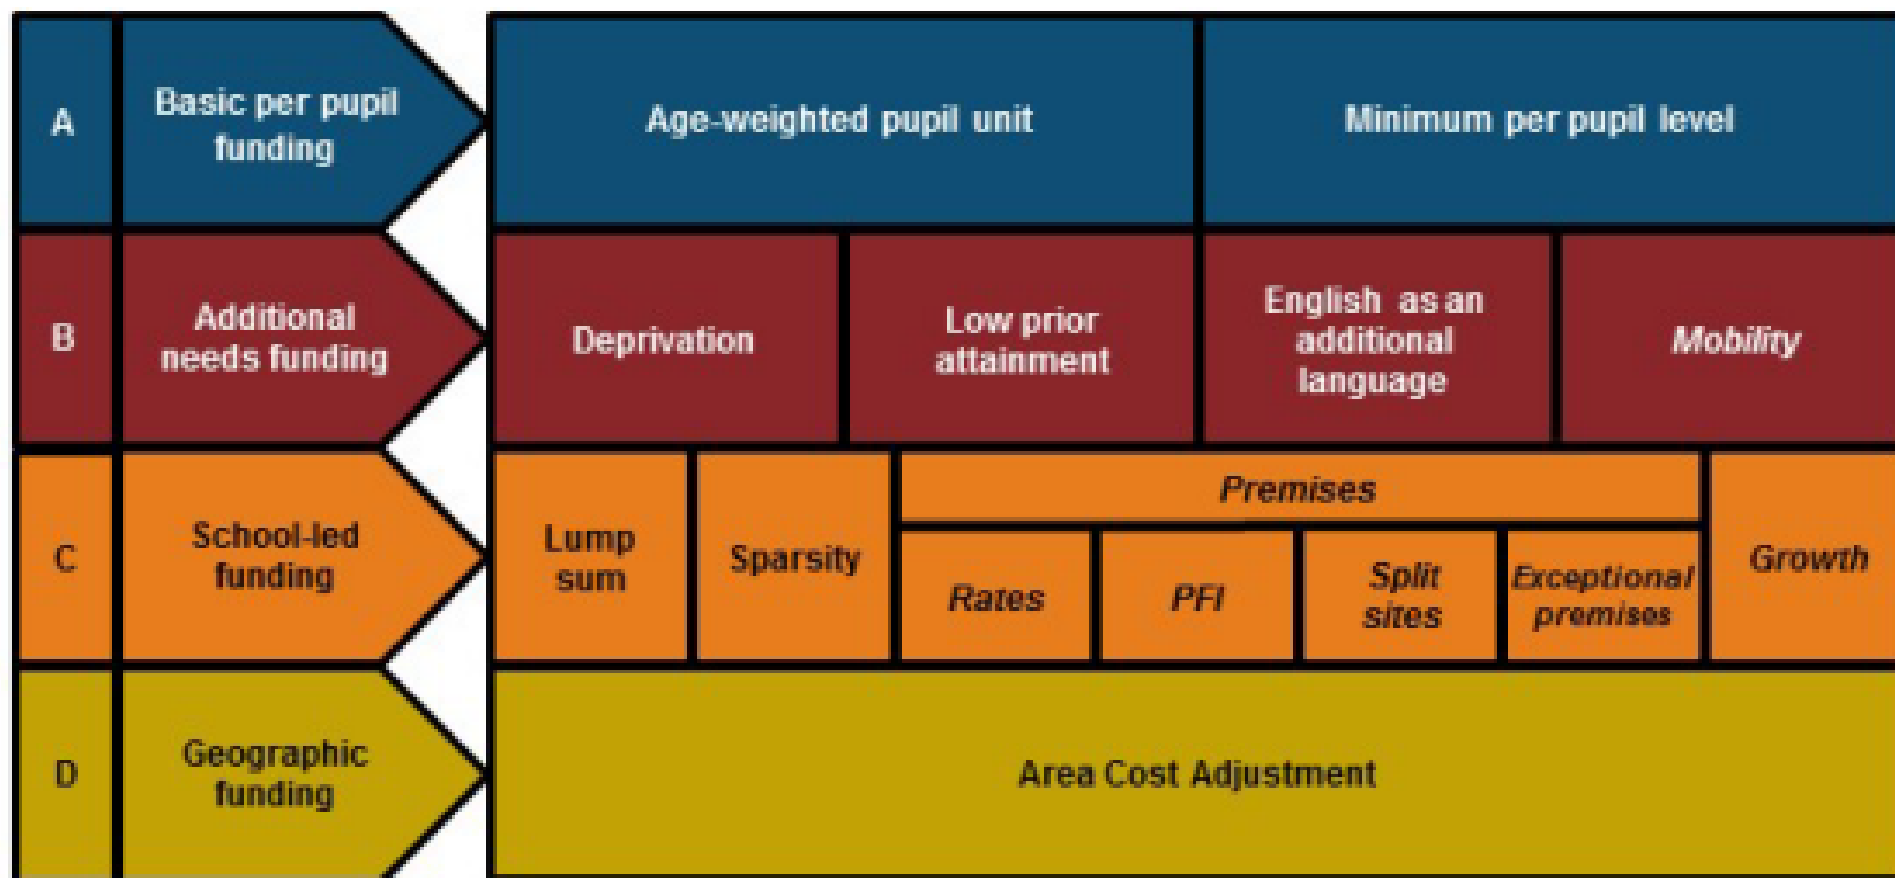 A
Basic per pupil
funding
Age-weighted pupil unit
Minimum per pupil level
B
Additional
needs funding
Deprivation
Low prior
attainment
English as an
additional
language
Mobility
C
School-led
funding
Lump
sum
Sparsity
Premises
Rates
PFI
Split
sites
Exceptional
premises
Growth
D
Geographic
funding
Area Cost Adjustment